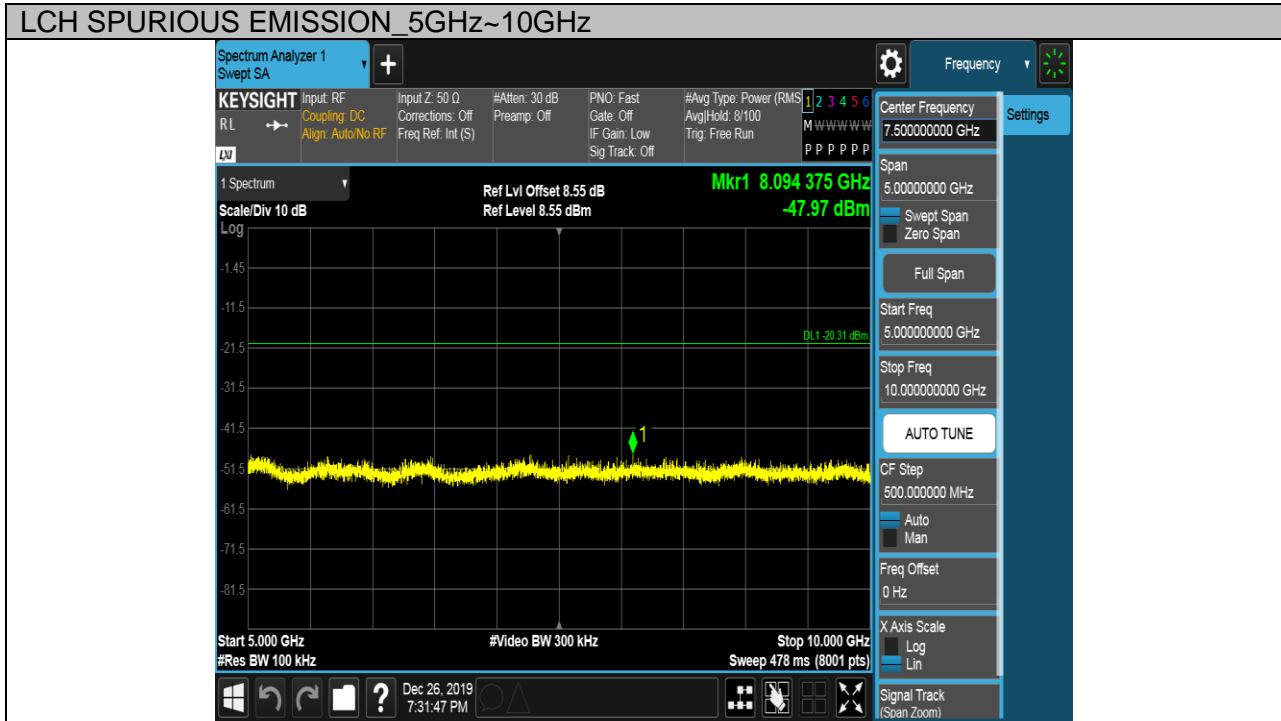 LCH SPURIOUS EMISSION_5GHz~10GHz
Spectrum Analyzer 1
Swept SA
+
Frequency
KEYSIGHT
RL
LXI
Input: RF
Coupling: DC
Align: Auto/No RF
Input Z: 50 Ω
Corrections: Off
Freq Ref: Int (S)
#Atten: 30 dB
Preamp: Off
PNO: Fast
Gate: Off
IF Gain: Low
Sig Track: Off
#Avg Type: Power (RMS
Avg|Hold: 8/100
Trig: Free Run
1 2 3 4 5 6
M W W W W W
P P P P P P
1 Spectrum
Scale/Div 10 dB
Log
Ref Lvl Offset 8.55 dB
Ref Level 8.55 dBm
Mkr1 8.094 375 GHz
-47.97 dBm
-1.45
-11.5
DL1 -20.31 dBm
-21.5
-31.5
-41.5
1
-51.5
-61.5
-71.5
-81.5
Start 5.000 GHz
#Video BW 300 kHz
Stop 10.000 GHz
#Res BW 100 kHz
Sweep 478 ms (8001 pts)
?
Dec 26, 2019
7:31:47 PM
Center Frequency
7.500000000 GHz
Settings
Span
5.00000000 GHz
Swept Span
Zero Span
Full Span
Start Freq
5.000000000 GHz
Stop Freq
10.000000000 GHz
AUTO TUNE
CF Step
500.000000 MHz
Auto
Man
Freq Offset
0 Hz
X Axis Scale
Log
Lin
Signal Track
(Span Zoom)